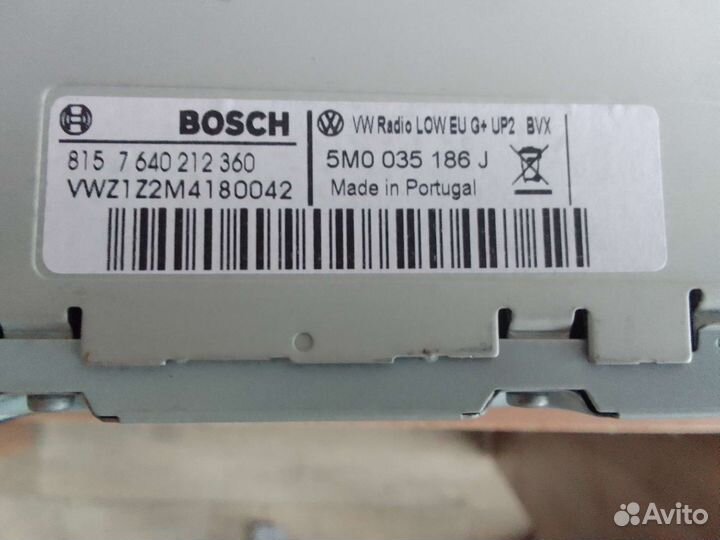 BOSCH
815 7 640 212 360
VWZ1Z2M4180042
VW Radio LOW EU G+ UP2 BVX
5M0 035 186 J
Made in Portugal
Avito